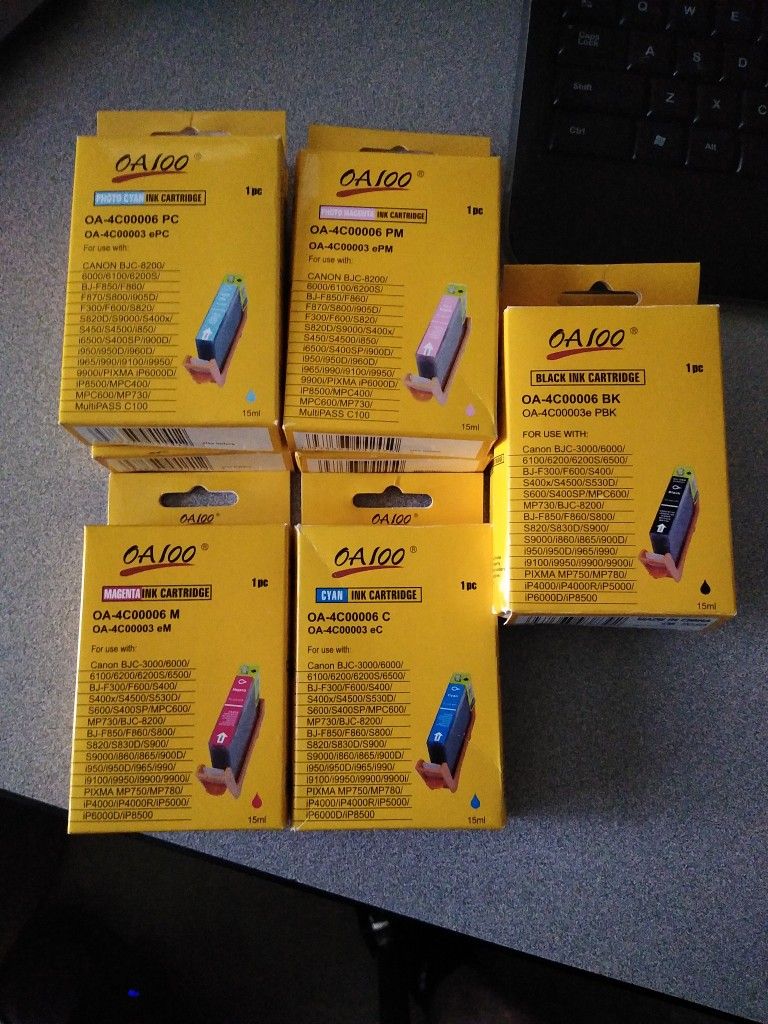 OA100®
PHOTO CYAN INK CARTRIDGE
1 pc
OA-4C00006 PC
OA-4C00003 ePC
For use with:
CANON BJC-8200/
6000/6100/6200S/
BJ-F850/F860/
F870/S800/i905D/
F300/F600/S820/
S820D/S9000/S400x/
S450/S4500/i850/
i6500/S400SP/i900D/
i950/i950D/i960D/
i965/i990/i9100/i9950/
9900i/PIXMA iP6000D/
iP8500/MPC400/
MPC600/MP730/
MultiPASS C100
15ml
OA100®
PHOTO MAGENTA INK CARTRIDGE
1 pc
OA-4C00006 PM
OA-4C00003 ePM
For use with:
CANON BJC-8200/
6000/6100/6200S/
BJ-F850/F860/
F870/S800/i905D/
F300/F600/S820/
S820D/S9000/S400x/
S450/S4500/i850/
i6500/S400SP/i900D/
i950/i950D/i960D/
i965/i990/i9100/i9950/
9900i/PIXMA iP6000D/
iP8500/MPC400/
MPC600/MP730/
MultiPASS C100
15ml
OA100®
BLACK INK CARTRIDGE
1 pc
OA-4C00006 BK
OA-4C00003e PBK
FOR USE WITH:
Canon BJC-3000/6000/
6100/6200/6200S/6500/
BJ-F300/F600/S400/
S400x/S4500/S530D/
S600/S400SP/MPC600/
MP730/BJC-8200/
BJ-F850/F860/S800/
S820/S830D/S900/
S9000/i860/i865/i900D/
i950/i950D/i965/i990/
i9100/i9950/i9900/9900i/
PIXMA MP750/MP780/
iP4000/iP4000R/iP5000/
iP6000D/iP8500
Black
15ml
MADE IN CHINA
OA100
OA100®
MAGENTA INK CARTRIDGE
1 pc
OA-4C00006 M
OA-4C00003 eM
For use with:
Canon BJC-3000/6000/
6100/6200/6200S/6500/
BJ-F300/F600/S400/
S400x/S4500/S530D/
S600/S400SP/MPC600/
MP730/BJC-8200/
BJ-F850/F860/S800/
S820/S830D/S900/
S9000/i860/i865/i900D/
i950/i950D/i965/i990/
i9100/i9950/i9900/9900i/
PIXMA MP750/MP780/
iP4000/iP4000R/iP5000/
iP6000D/iP8500
Magenta
15ml
OA100
OA100®
CYAN INK CARTRIDGE
1 pc
OA-4C00006 C
OA-4C00003 eC
For use with:
Canon BJC-3000/6000/
6100/6200/6200S/6500/
BJ-F300/F600/S400/
S400x/S4500/S530D/
S600/S400SP/MPC600/
MP730/BJC-8200/
BJ-F850/F860/S800/
S820/S830D/S900/
S9000/i860/i865/i900D/
i950/i950D/i965/i990/
i9100/i9950/i9900/9900i/
PIXMA MP750/MP780/
iP4000/iP4000R/iP5000/
iP6000D/iP8500
Cyan
15ml
Q W E
Caps Lock A S D
Shift Z X C
Ctrl Alt